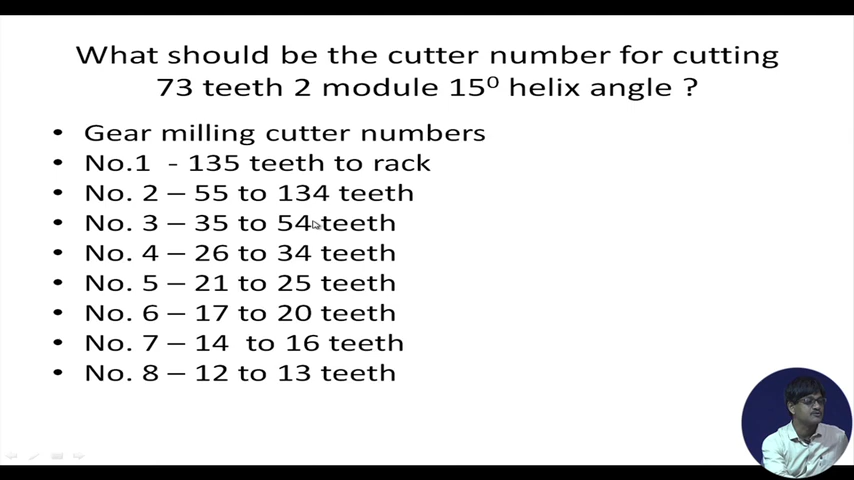 What should be the cutter number for cutting
73 teeth 2 module 15⁰ helix angle ?
• Gear milling cutter numbers
• No.1 - 135 teeth to rack
• No. 2 – 55 to 134 teeth
• No. 3 – 35 to 54 teeth
• No. 4 – 26 to 34 teeth
• No. 5 – 21 to 25 teeth
• No. 6 – 17 to 20 teeth
• No. 7 – 14 to 16 teeth
• No. 8 – 12 to 13 teeth